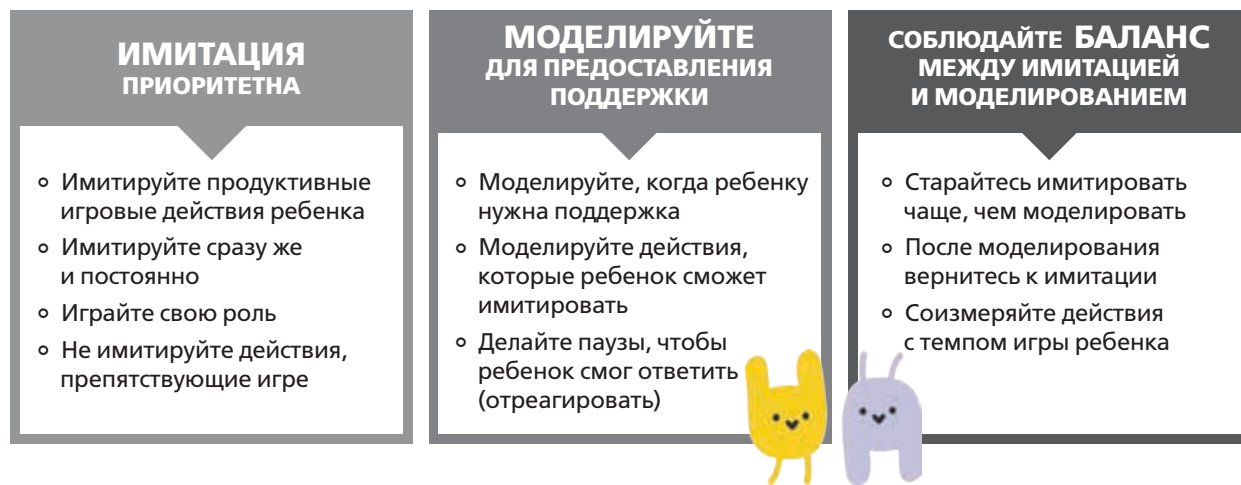 ИМИТАЦИЯ
ПРИОРИТЕТНА
Имитируйте продуктивные
игровые действия ребенка
Имитируйте сразу же
и постоянно
Играйте свою роль
Не имитируйте действия,
препятствующие игре
МОДЕЛИРУЙТЕ
ДЛЯ ПРЕДОСТАВЛЕНИЯ
ПОДДЕРЖКИ
Моделируйте, когда ребенку
нужна поддержка
Моделируйте действия,
которые ребенок сможет
имитировать
Делайте паузы, чтобы
ребенок смог ответить
(отреагировать)
СОБЛЮДАЙТЕ БАЛАНС
МЕЖДУ ИМИТАЦИЕЙ
И МОДЕЛИРОВАНИЕМ
Старайтесь имитировать
чаще, чем моделировать
После моделирования
вернитесь к имитации
Соизмеряйте действия
с темпом игры ребенка